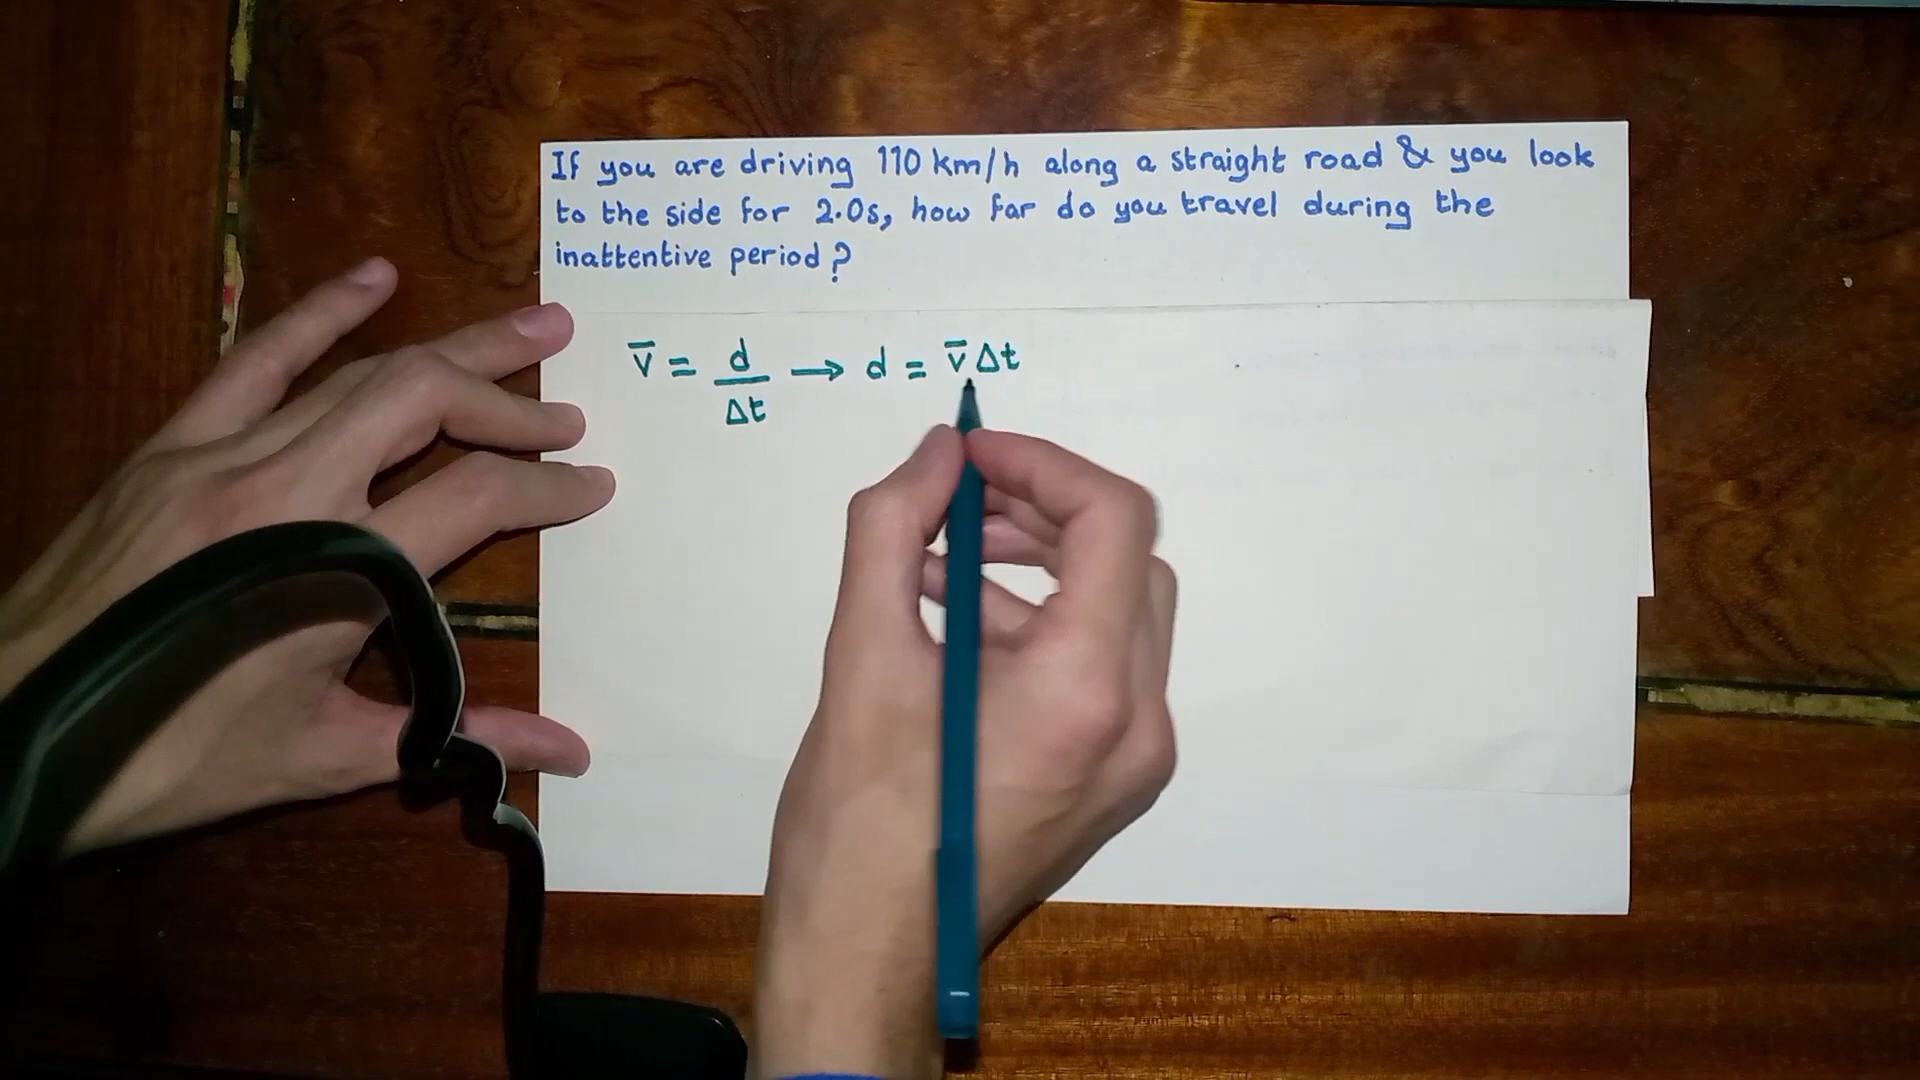 If you are driving 110 km/h along a straight road & you look
to the side for 2.0s, how far do you travel during the
inattentive period?
v̅ = d/Δt → d = v̅Δt